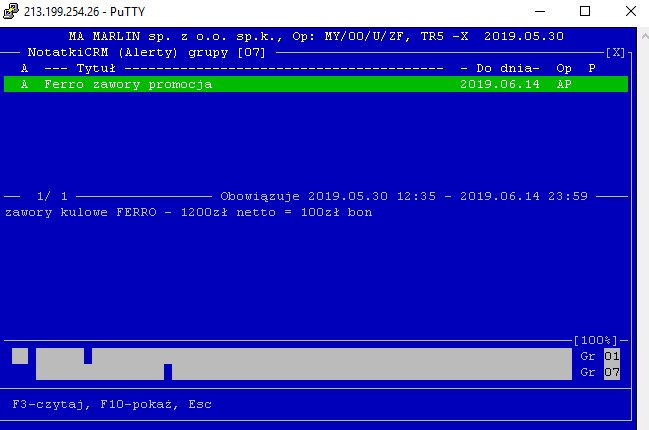 213.199.254.26 - PuTTY
MA MARLIN sp. z o.o. sp.k., Op: MY/00/U/ZF, TR5 -X 2019.05.30
NotatkiCRM (Alerty) grupy [07] [X]
A --- Tytuł ---------------------------------------- - Do dnia- Op P
A Ferro zawory promocja 2019.06.14 AP
1/ 1 Obowiązuje 2019.05.30 12:35 - 2019.06.14 23:59
zawory kulowe FERRO - 1200zł netto = 100zł bon
[100%]
Gr 01
Gr 07
F3-czytaj, F10-pokaż, Esc